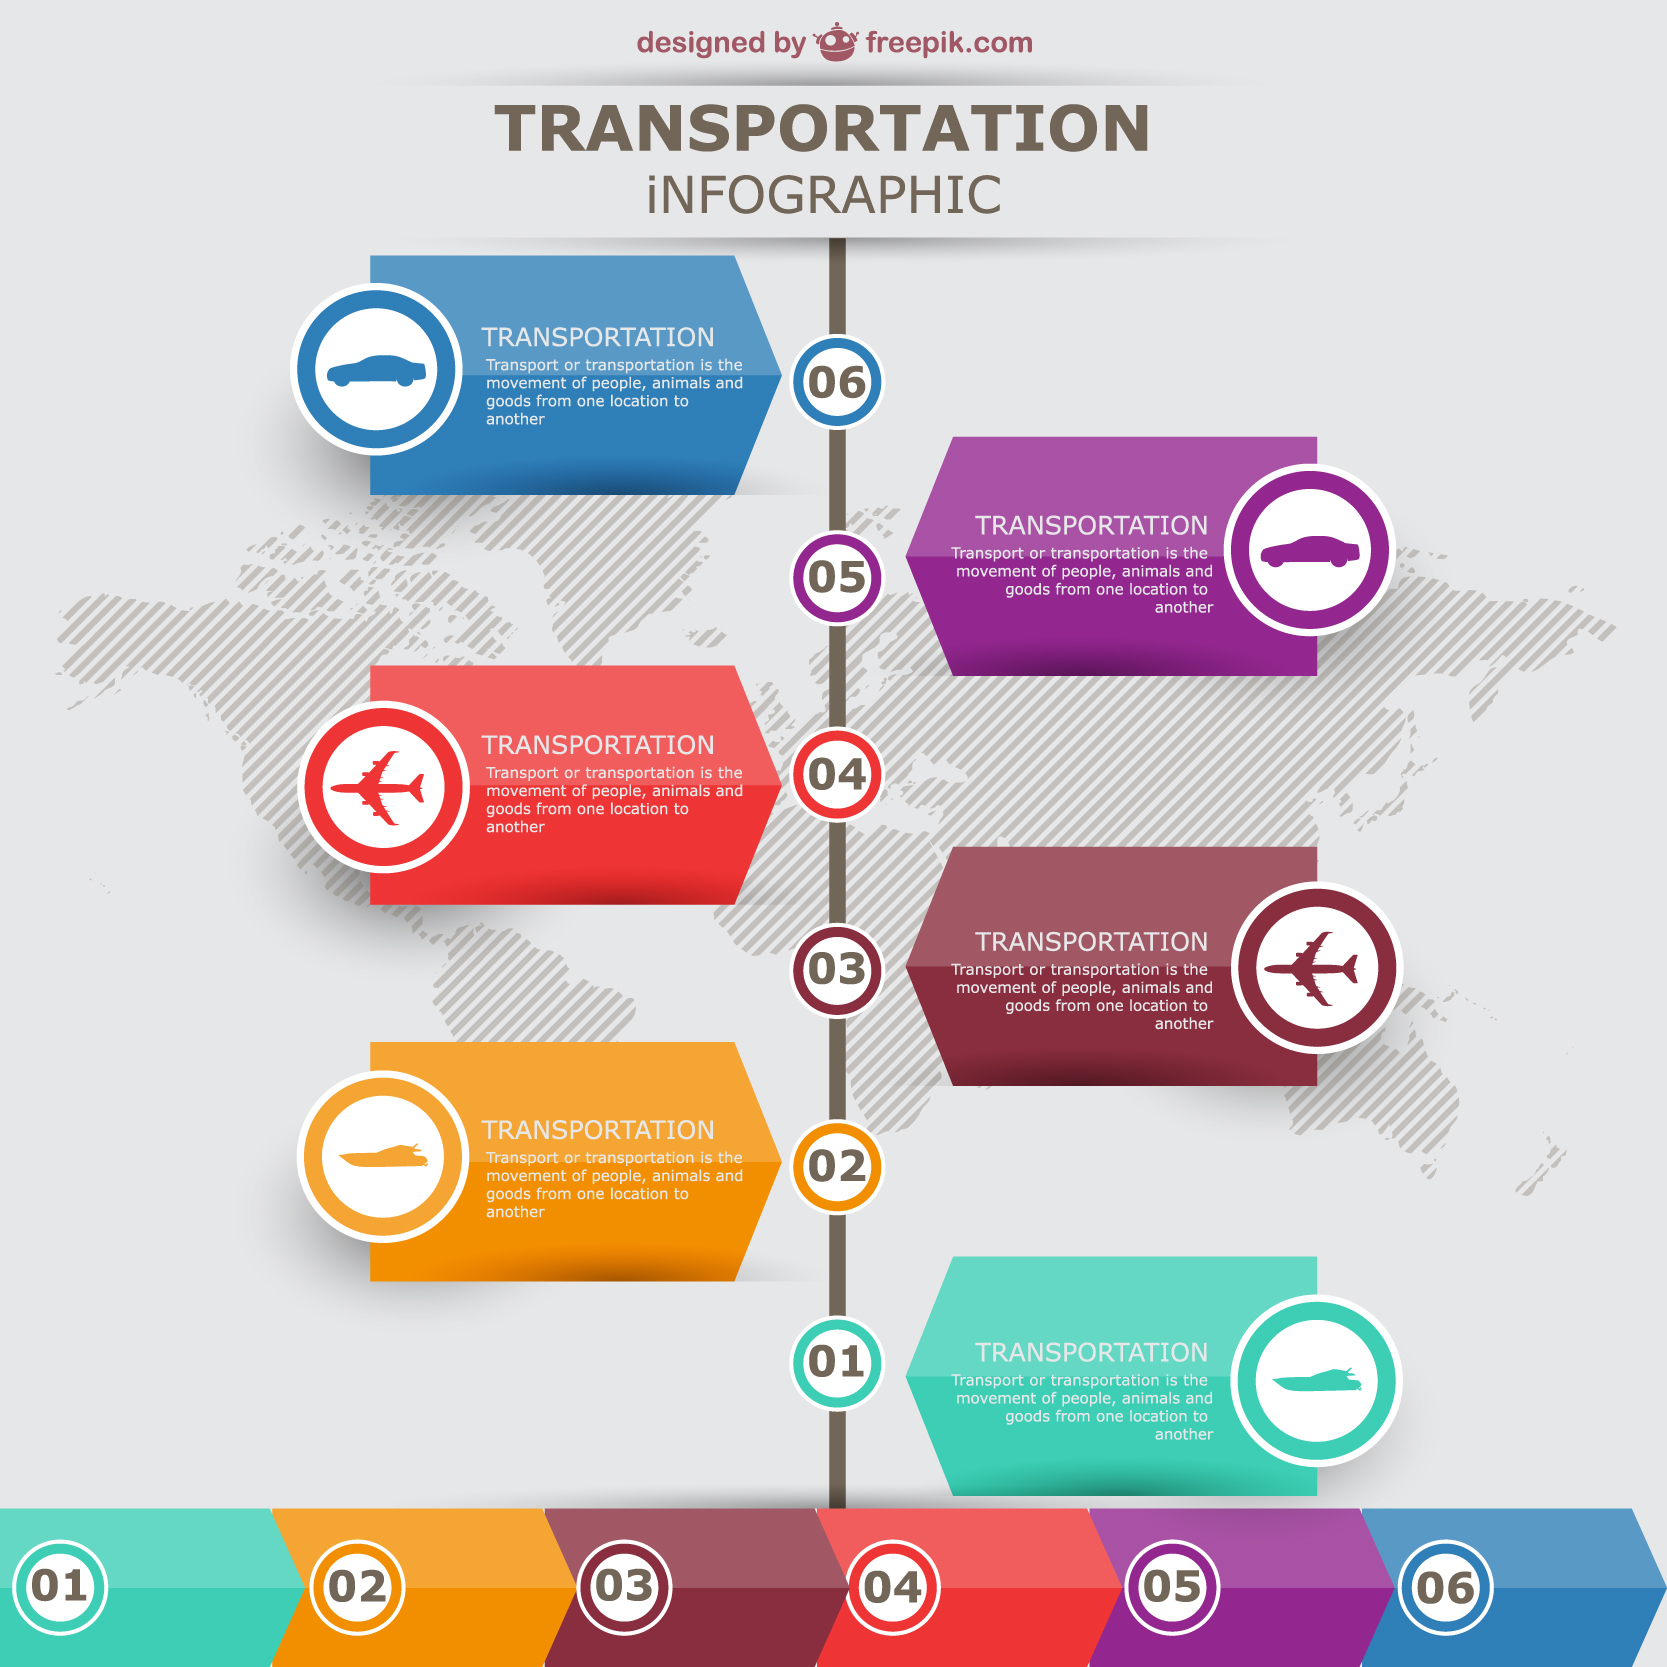 designed by freepik.com
TRANSPORTATION
iNFOGRAPHIC
TRANSPORTATION
Transport or transportation is the
movement of people, animals and
goods from one location to
another
06
TRANSPORTATION
Transport or transportation is the
movement of people, animals and
goods from one location to
another
05
TRANSPORTATION
Transport or transportation is the
movement of people, animals and
goods from one location to
another
04
TRANSPORTATION
Transport or transportation is the
movement of people, animals and
goods from one location to
another
03
TRANSPORTATION
Transport or transportation is the
movement of people, animals and
goods from one location to
another
02
TRANSPORTATION
Transport or transportation is the
movement of people, animals and
goods from one location to
another
01
01 02 03 04 05 06